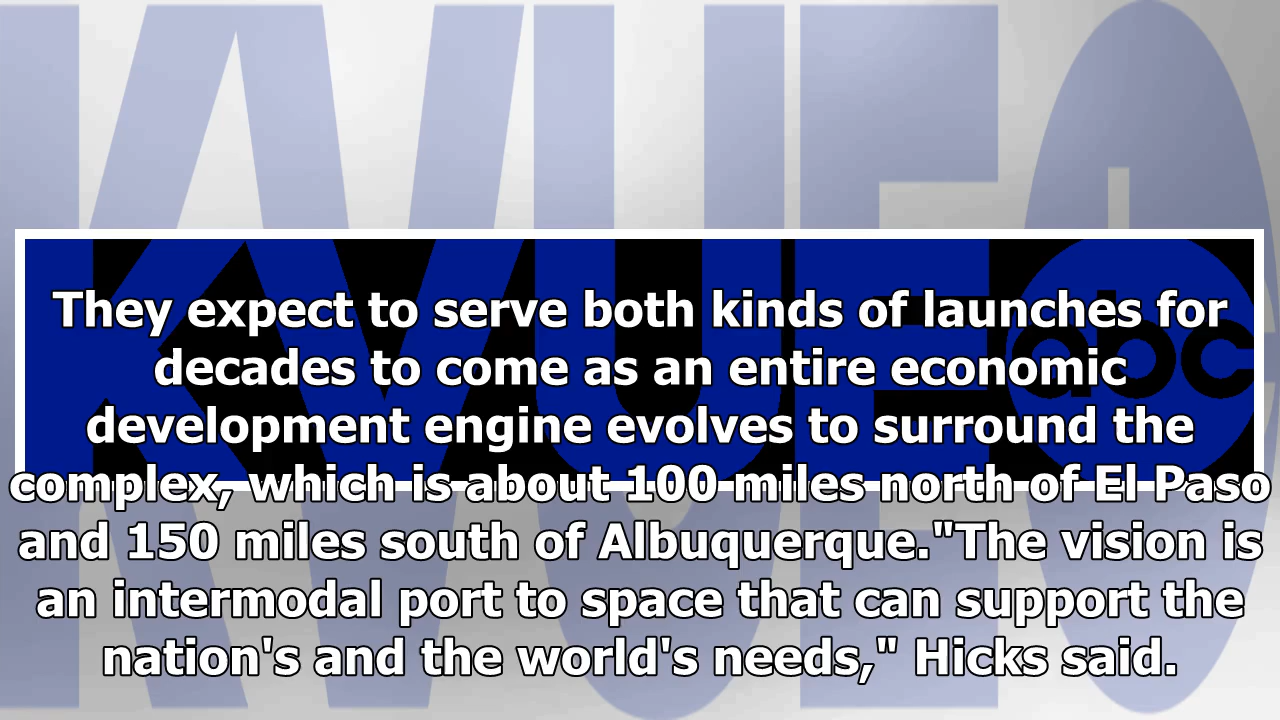 KVUE abc
They expect to serve both kinds of launches for
decades to come as an entire economic
development engine evolves to surround the
complex, which is about 100 miles north of El Paso
and 150 miles south of Albuquerque."The vision is
an intermodal port to space that can support the
nation's and the world's needs," Hicks said.